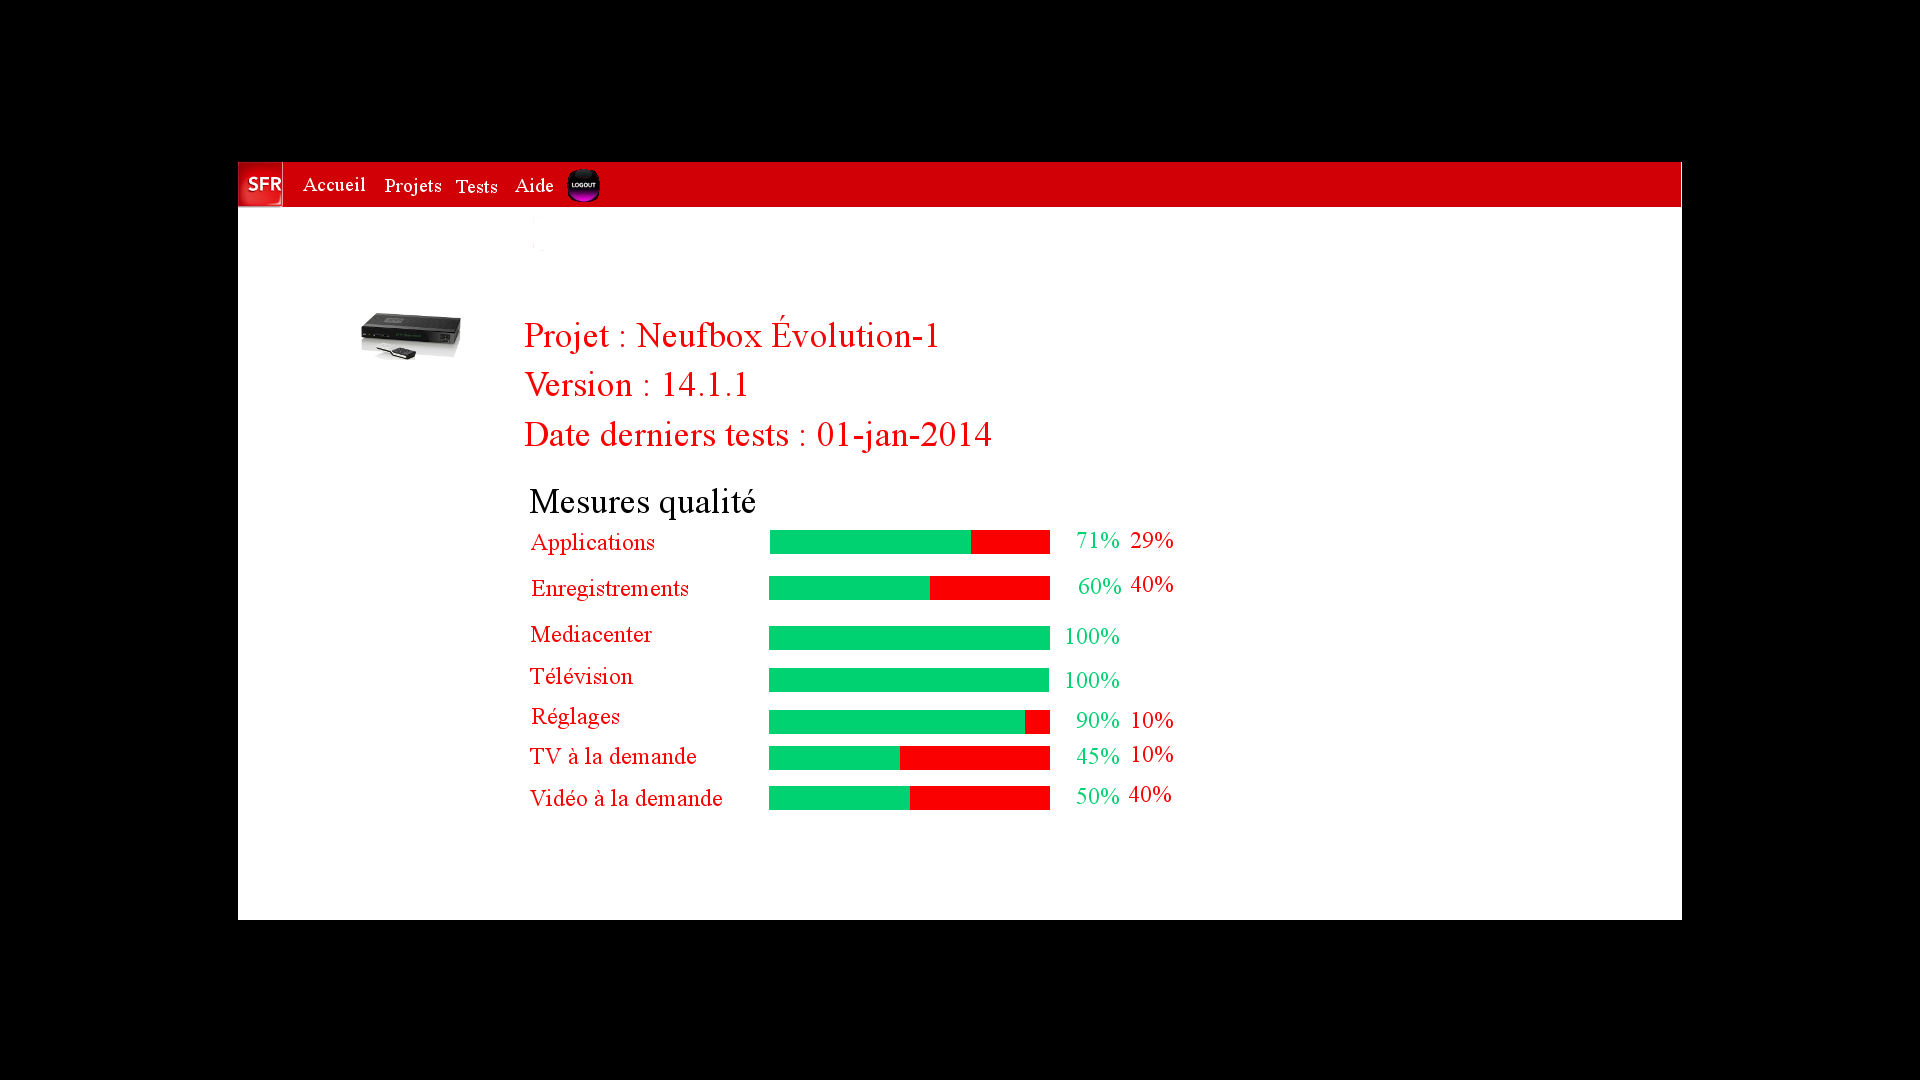 SFR Accueil Projets Tests Aide LOGOUT
Projet : Neufbox Évolution-1
Version : 14.1.1
Date derniers tests : 01-jan-2014
Mesures qualité
Applications 71% 29%
Enregistrements 60% 40%
Mediacenter 100%
Télévision 100%
Réglages 90% 10%
TV à la demande 45% 10%
Vidéo à la demande 50% 40%